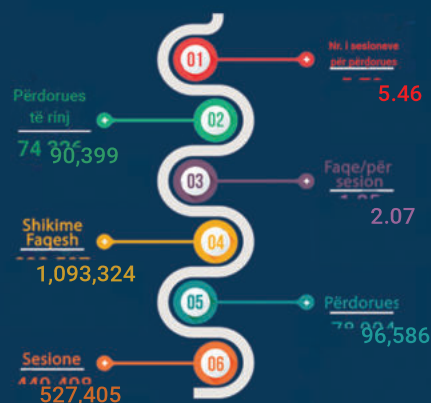 01
Nr. i sesioneve
për përdorues
5.46
Përdorues
të rinj
02
90,399
03
Faqe/për
sesion
2.07
Shikime
Faqesh
04
1,093,324
05
Përdorues
96,586
Sesione
06
527,405